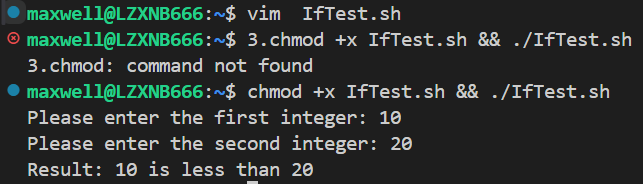 maxwell@LZXNB666:~$ vim  IfTest.sh
maxwell@LZXNB666:~$ 3.chmod +x IfTest.sh && ./IfTest.sh
3.chmod: command not found
maxwell@LZXNB666:~$ chmod +x IfTest.sh && ./IfTest.sh
Please enter the first integer: 10
Please enter the second integer: 20
Result: 10 is less than 20